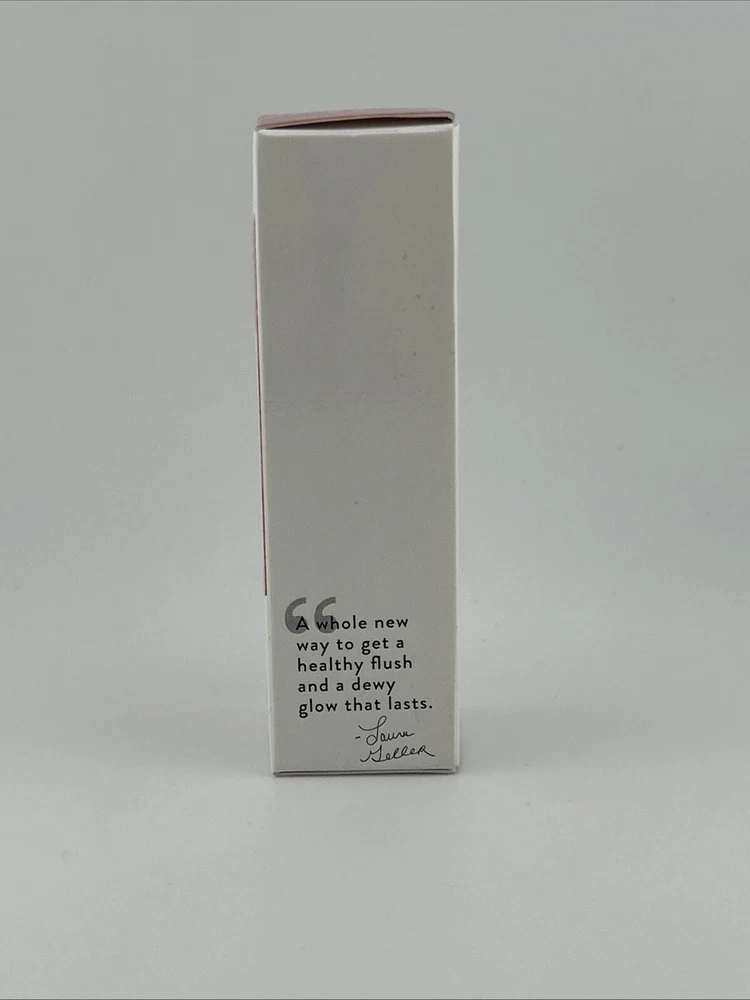 “
A whole new
way to get a
healthy flush
and a dewy
glow that lasts.
-Laura
Geller